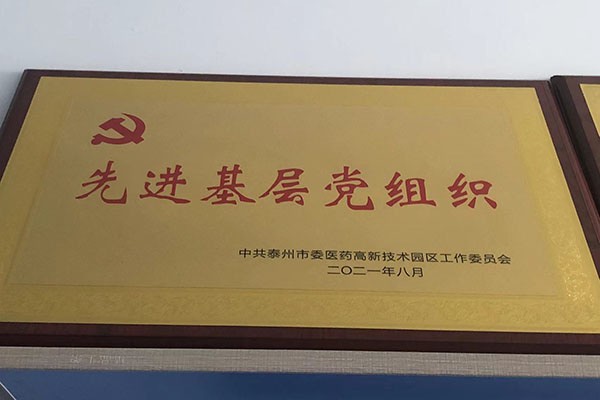 先进基层党组织
中共泰州市委医药高新技术园区工作委员会
二〇二一年八月